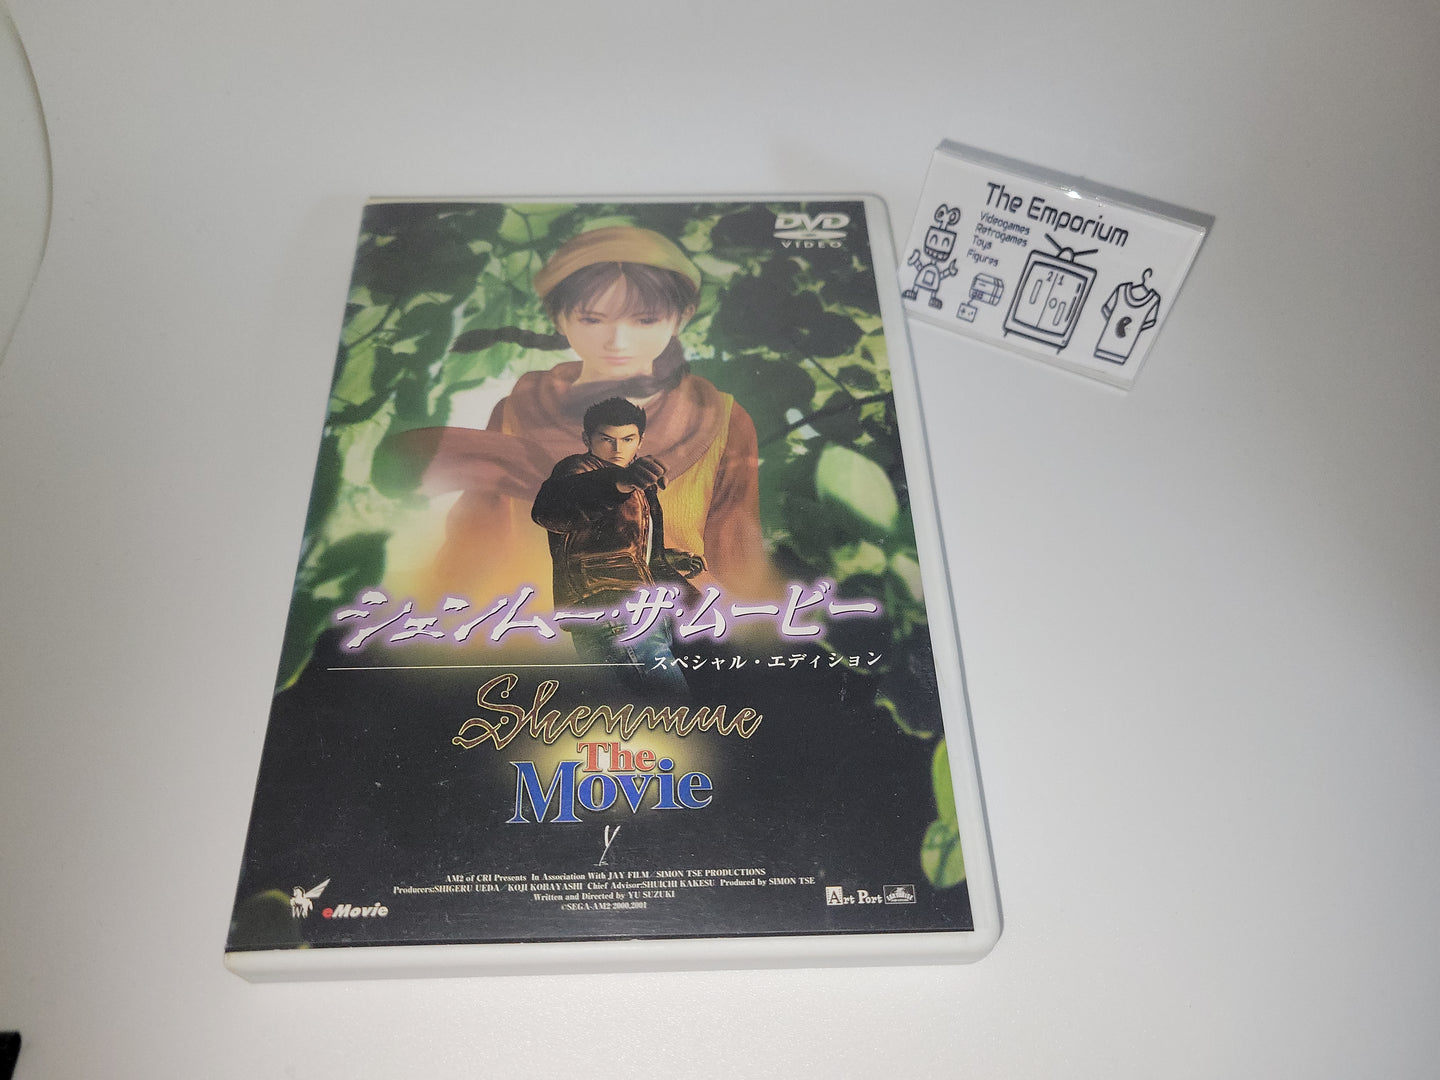 DVD
VIDEO
シェンムー・ザ・ムービー
スペシャル・エディション
Shenmue
The
Movie
AM2 of CRI Presents In Association With JAY FILM／SIMON TSE PRODUCTIONS
Producers:SHIGERU UEDA／KOJI KOBAYASHI Chief Advisor:SHUICHI KAKESU Produced by SIMON TSE
Written and Directed by YU SUZUKI
©SEGA-AM2 2000,2001
eMovie
Art Port
The Emporium
Videogames
Retrogames
Toys
Figures
21